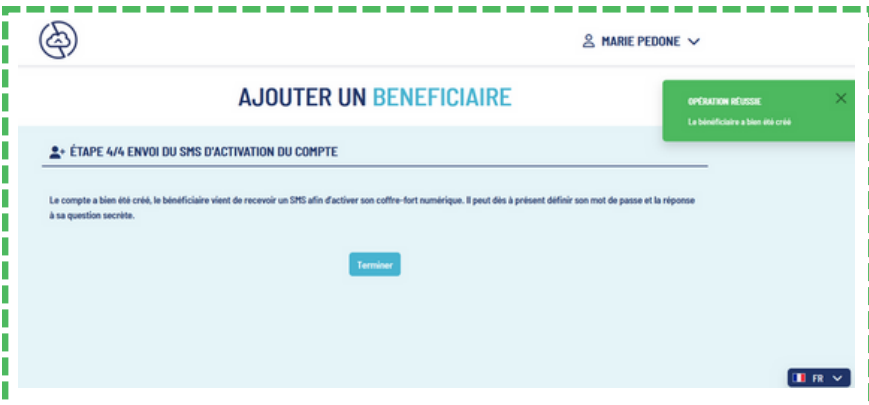 MARIE PEDONE
AJOUTER UN BENEFICIAIRE
OPÉRATION RÉUSSIE
Le bénéficiaire a bien été créé
ÉTAPE 4/4 ENVOI DU SMS D'ACTIVATION DU COMPTE
Le compte a bien été créé, le bénéficiaire vient de recevoir un SMS afin d'activer son coffre-fort numérique. Il peut dès à présent définir son mot de passe et la réponse
à sa question secrète.
Terminer
FR